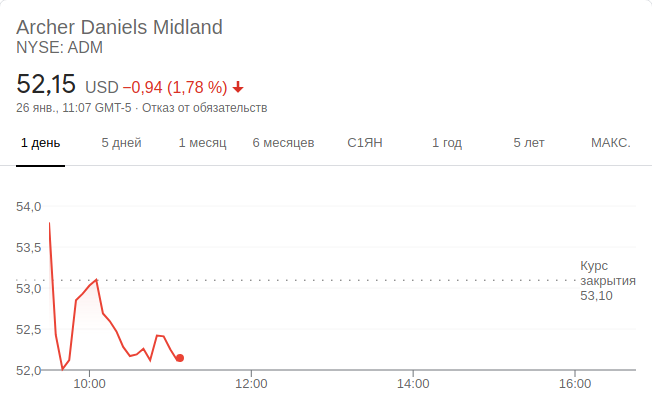 Archer Daniels Midland
NYSE: ADM
52,15 USD −0,94 (1,78 %)
26 янв., 11:07 GMT-5 · Отказ от обязательств
1 день 5 дней 1 месяц 6 месяцев С1ЯН 1 год 5 лет МАКС.
54,0
53,5
53,0
52,5
52,0
Курс
закрытия
53,10
10:00 12:00 14:00 16:00